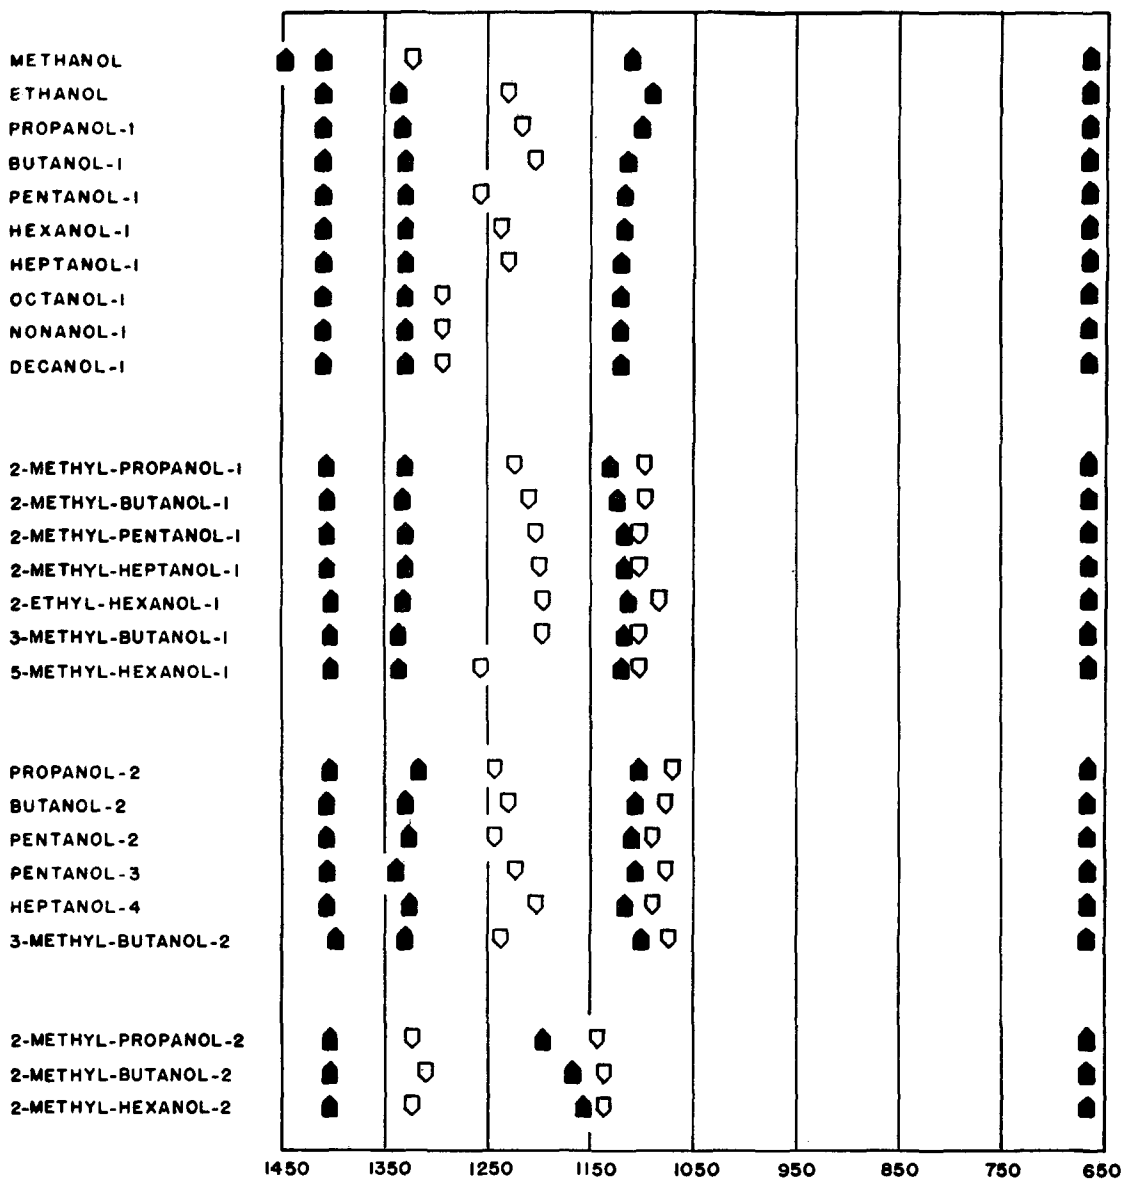 METHANOL
ETHANOL
PROPANOL-1
BUTANOL-1
PENTANOL-1
HEXANOL-1
HEPTANOL-1
OCTANOL-1
NONANOL-1
DECANOL-1
2-METHYL-PROPANOL-1
2-METHYL-BUTANOL-1
2-METHYL-PENTANOL-1
2-METHYL-HEPTANOL-1
2-ETHYL-HEXANOL-1
3-METHYL-BUTANOL-1
5-METHYL-HEXANOL-1
PROPANOL-2
BUTANOL-2
PENTANOL-2
PENTANOL-3
HEPTANOL-4
3-METHYL-BUTANOL-2
2-METHYL-PROPANOL-2
2-METHYL-BUTANOL-2
2-METHYL-HEXANOL-2
1450 1350 1250 1150 1050 950 850 750 650